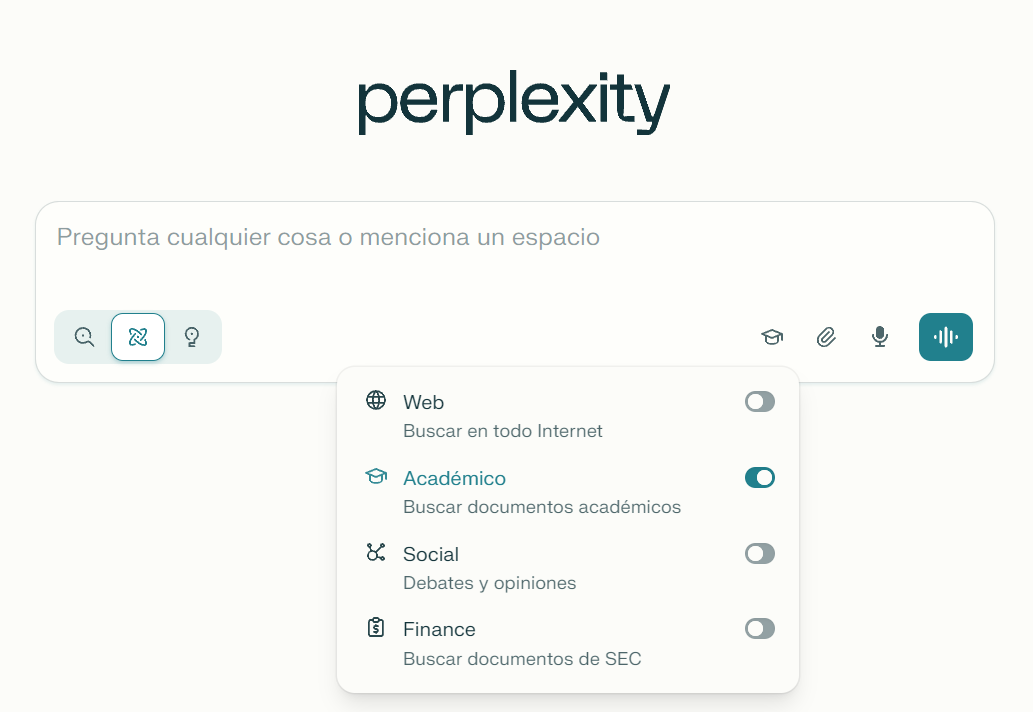 perplexity
Pregunta cualquier cosa o menciona un espacio
Web
Buscar en todo Internet
Académico
Buscar documentos académicos
Social
Debates y opiniones
Finance
Buscar documentos de SEC